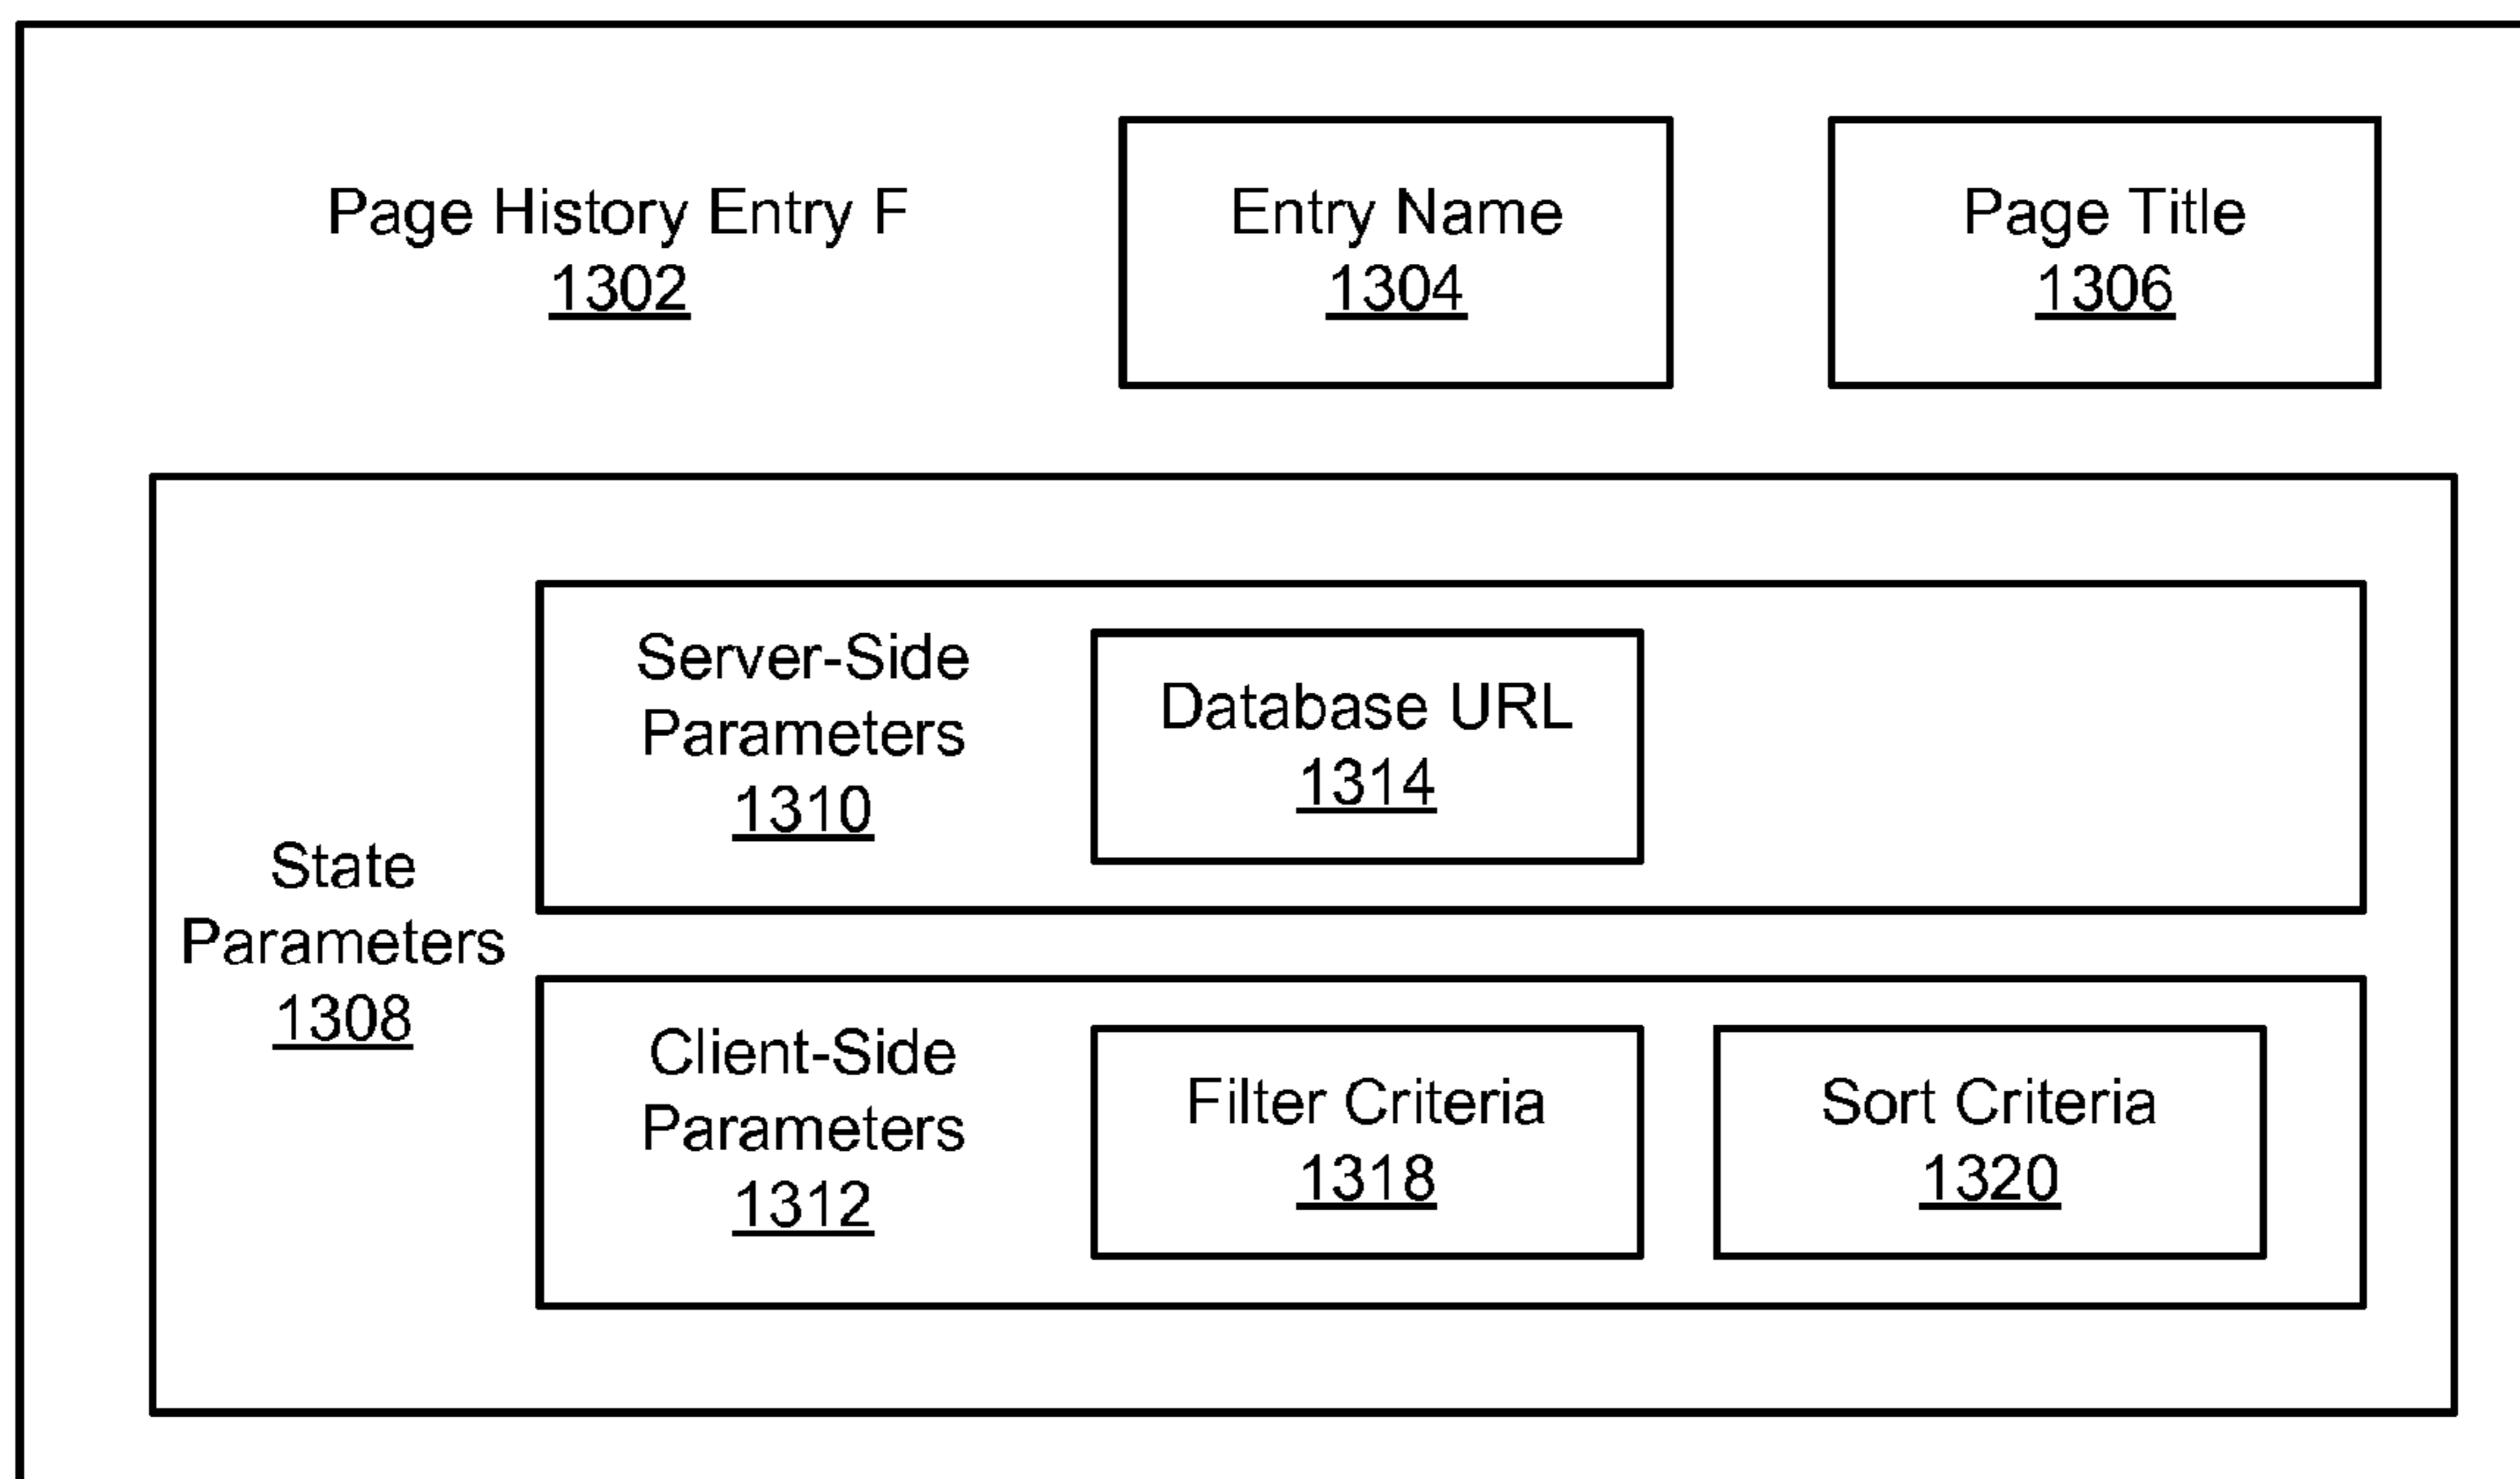 Page History Entry F
1302
Entry Name
1304
Page Title
1306
State
Parameters
1308
Server-Side
Parameters
1310
Database URL
1314
Client-Side
Parameters
1312
Filter Criteria
1318
Sort Criteria
1320